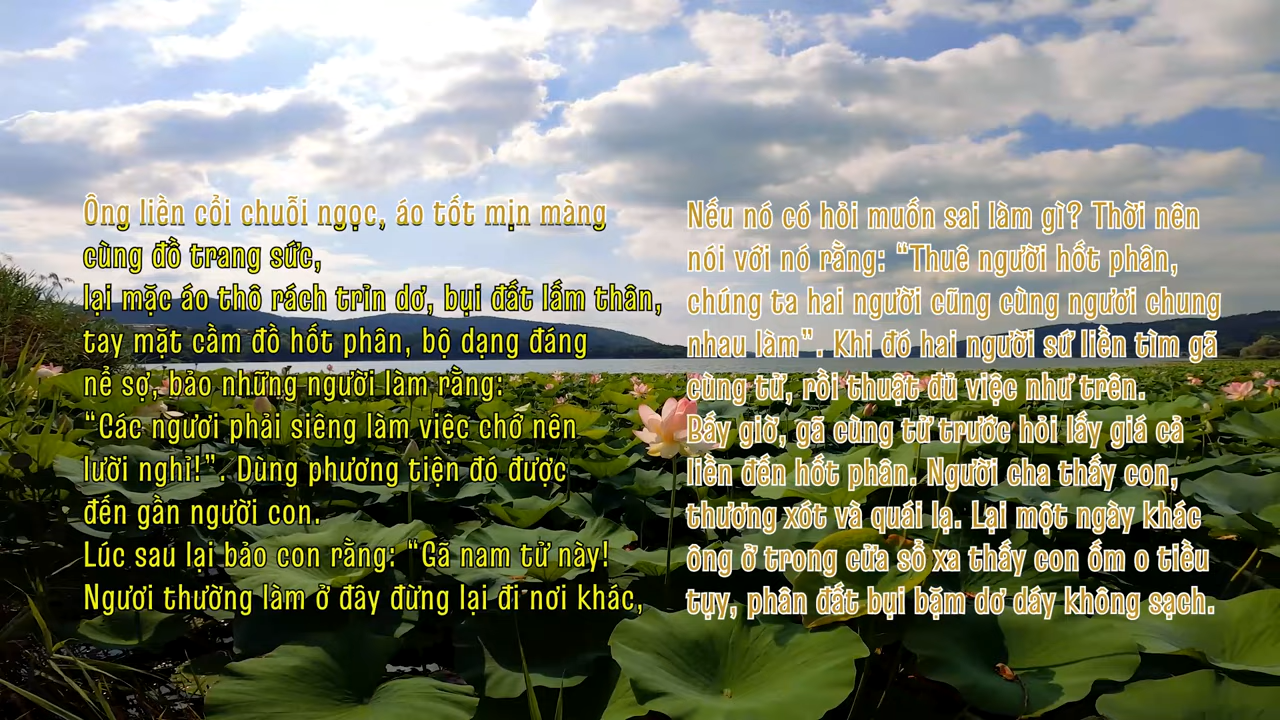 Ông liền cổi chuỗi ngọc, áo tốt mịn màng
cùng đồ trang sức,
lại mặc áo thô rách trỉn dơ, bụi đất lấm thân,
tay mặt cầm đồ hốt phân, bộ dạng đáng
nể sợ, bảo những người làm rằng:
“Các ngươi phải siêng làm việc chớ nên
lười nghỉ!”. Dùng phương tiện đó được
đến gần người con.
Lúc sau lại bảo con rằng: “Gã nam tử này!
Ngươi thường làm ở đây đừng lại đi nơi khác,
Nếu nó có hỏi muốn sai làm gì? Thời nên
nói với nó rằng: “Thuê ngươi hốt phân,
chúng ta hai người cũng cùng ngươi chung
nhau làm”. Khi đó hai người sứ liền tìm gã
cùng tử, rồi thuật đủ việc như trên.
Bấy giờ, gã cùng tử trước hỏi lấy giá cả
liền đến hốt phân. Người cha thấy con,
thương xót và quái lạ. Lại một ngày khác
ông ở trong cửa sổ xa thấy con ốm o tiều
tụy, phân đất bụi bặm dơ dáy không sạch.